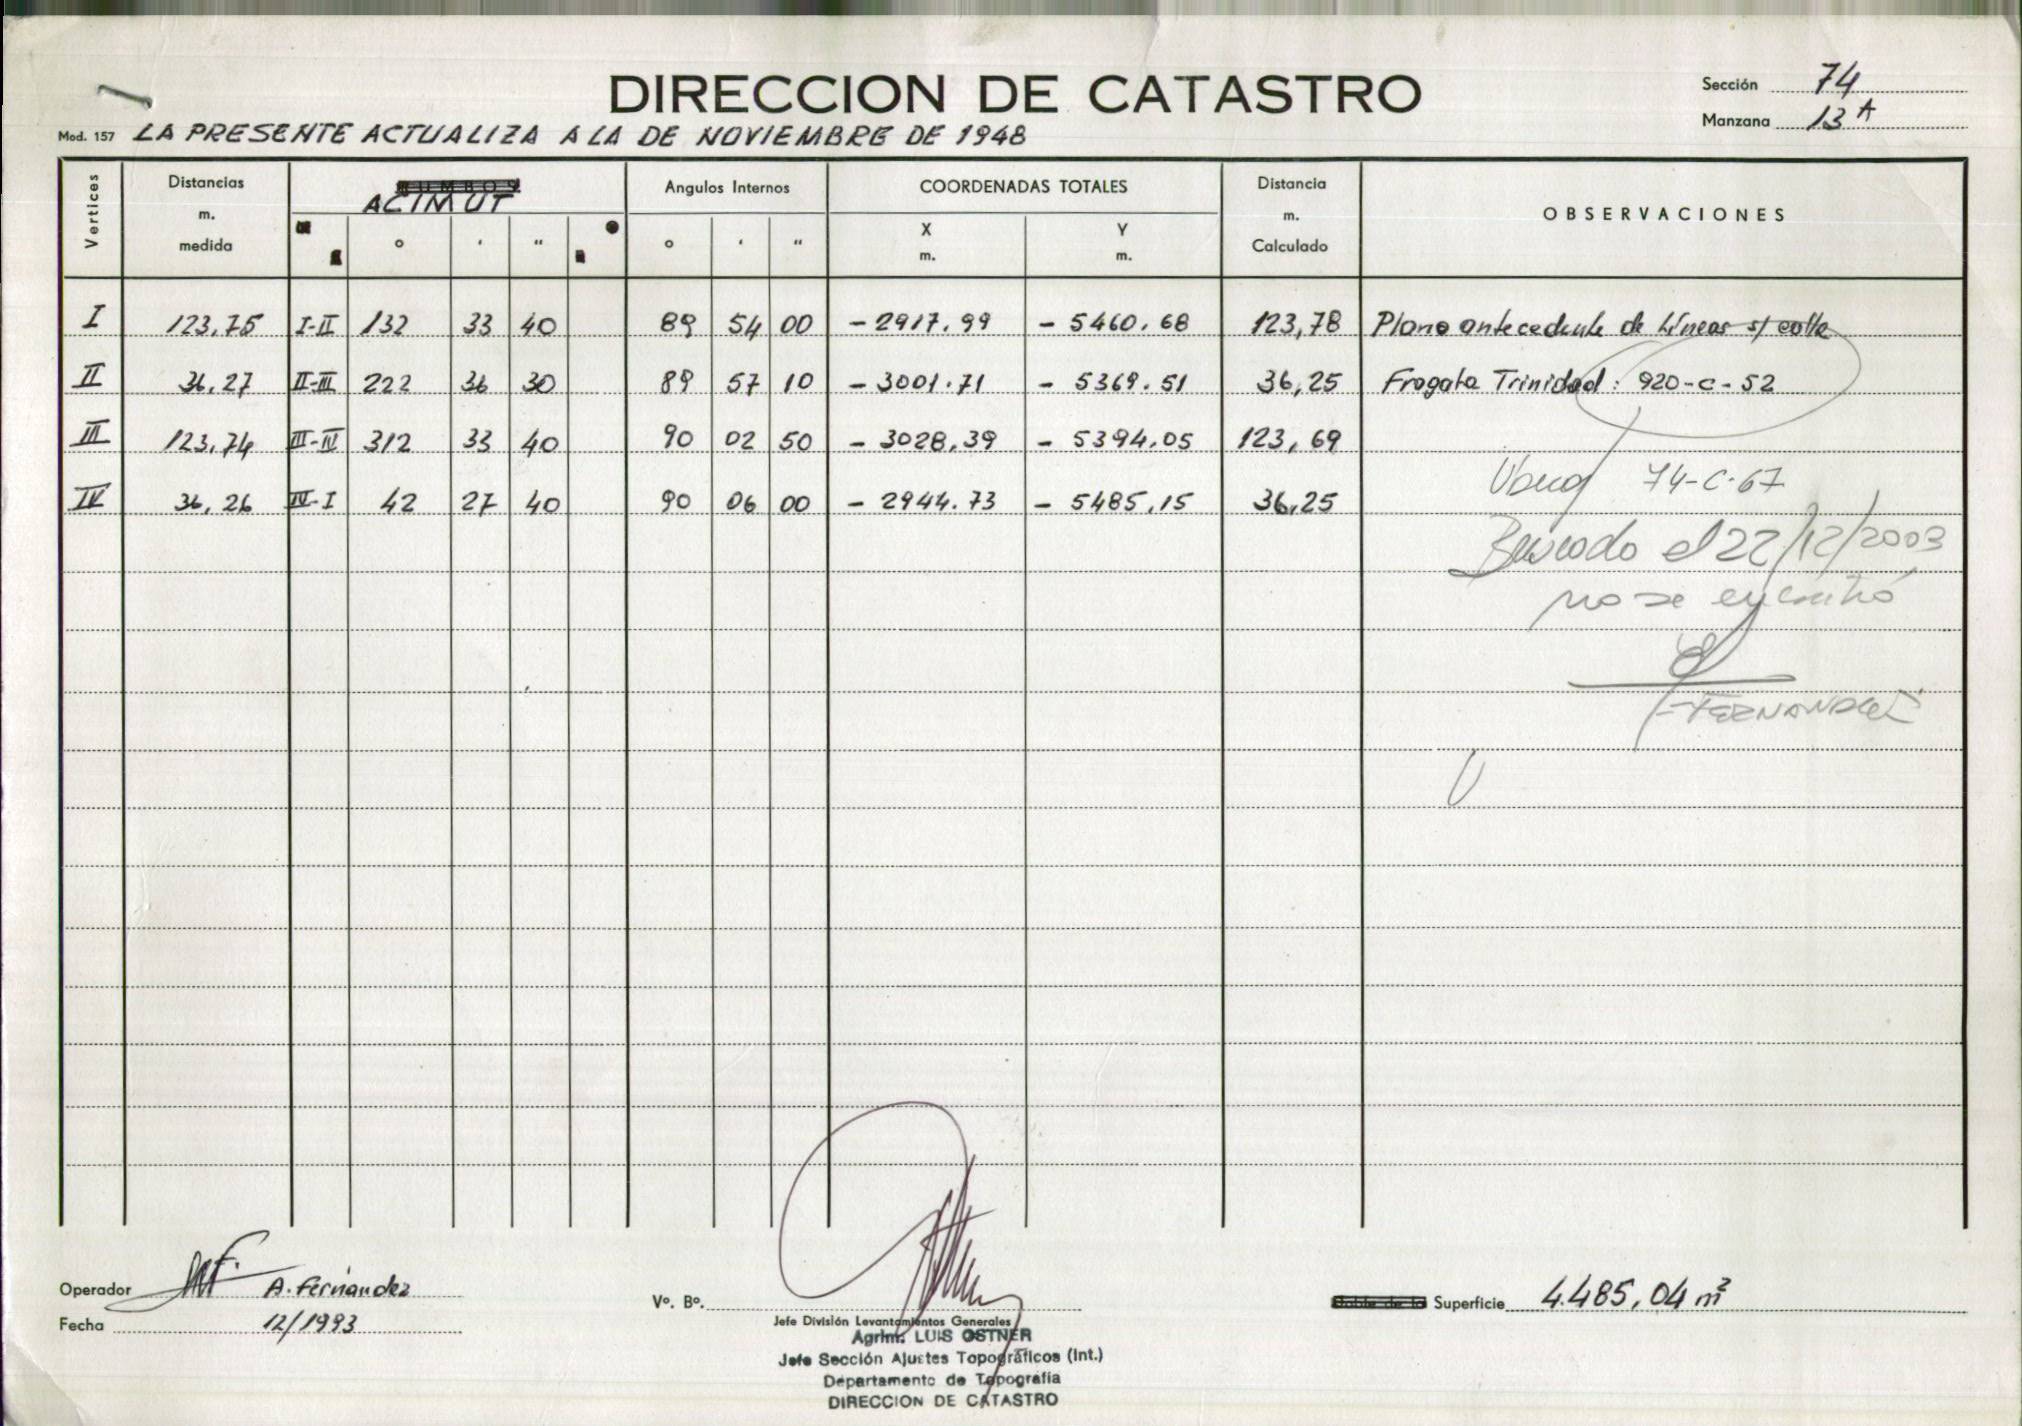 DIRECCION DE CATASTRO
Sección 74
Manzana 13 A
Mod. 157 LA PRESENTE ACTUALIZA A LA DE NOVIEMBRE DE 1948
Vertices
Distancias m. medida
RUMBOS
ACIMUT
° ' "
Angulos Internos
° ' "
COORDENADAS TOTALES
X m.
Y m.
Distancia m. Calculado
OBSERVACIONES
I 123,75 I-II 132 33 40 89 54 00 - 2917.99 - 5460.68 123,78 Plano antecedente de Líneas s/ calle
II 36,27 II-III 222 36 30 89 57 10 - 3001.71 - 5369.51 36,25 Fragata Trinidad: 920-C-52
III 123,74 III-IV 312 33 40 90 02 50 - 3028,39 - 5394.05 123,69
IV 36,26 IV-I 42 27 40 90 06 00 - 2944.73 - 5485,15 36,25
74-C-67
Buscado el 22/12/2003
no se encontró
FERNANDEZ
Operador A. Fernandez
Fecha 12/1993
Vº. Bº.
Jefe División Levantamientos Generales
Agrim. LUIS OSTNER
Jefe Sección Ajustes Topográficos (Int.)
Departamento de Topografía
DIRECCION DE CATASTRO
Superficie 4.485,04 m²